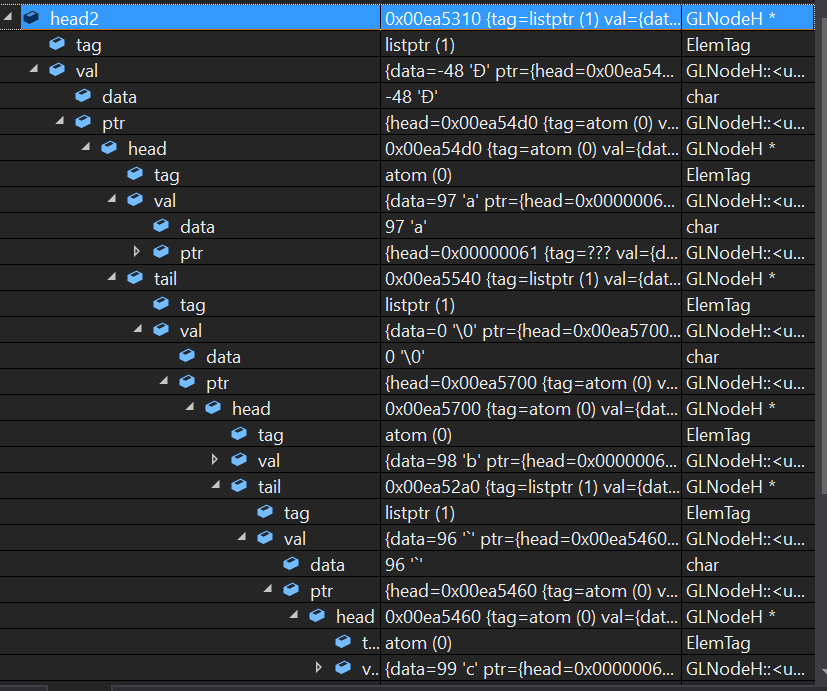 head2 0x00ea5310 {tag=listptr (1) val={dat... GLNodeH *
tag listptr (1) ElemTag
val {data=-48 'Ð' ptr={head=0x00ea54... GLNodeH::<u...
data -48 'Ð' char
ptr {head=0x00ea54d0 {tag=atom (0) v... GLNodeH::<u...
head 0x00ea54d0 {tag=atom (0) val={dat... GLNodeH *
tag atom (0) ElemTag
val {data=97 'a' ptr={head=0x0000006... GLNodeH::<u...
data 97 'a' char
ptr {head=0x00000061 {tag=??? val={d... GLNodeH::<u...
tail 0x00ea5540 {tag=listptr (1) val={dat... GLNodeH *
tag listptr (1) ElemTag
val {data=0 '\0' ptr={head=0x00ea5700... GLNodeH::<u...
data 0 '\0' char
ptr {head=0x00ea5700 {tag=atom (0) v... GLNodeH::<u...
head 0x00ea5700 {tag=atom (0) val={dat... GLNodeH *
tag atom (0) ElemTag
val {data=98 'b' ptr={head=0x0000006... GLNodeH::<u...
tail 0x00ea52a0 {tag=listptr (1) val={dat... GLNodeH *
tag listptr (1) ElemTag
val {data=96 '`' ptr={head=0x00ea5460... GLNodeH::<u...
data 96 '`' char
ptr {head=0x00ea5460 {tag=atom (0) v... GLNodeH::<u...
head 0x00ea5460 {tag=atom (0) val={dat... GLNodeH *
t... atom (0) ElemTag
v... {data=99 'c' ptr={head=0x0000006... GLNodeH::<u...